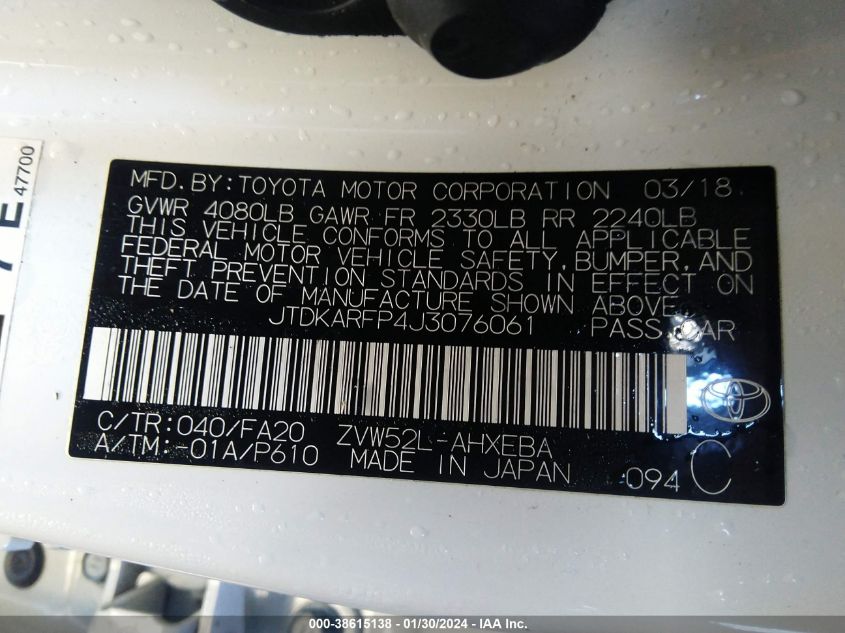 47700
MFD.BY:TOYOTA MOTOR CORPORATION 03/18
GVWR 4080LB GAWR FR 2330LB RR 2240LB
THIS VEHICLE CONFORMS TO ALL APPLICABLE
FEDERAL MOTOR VEHICLE SAFETY, BUMPER, AND
THEFT PREVENTION STANDARDS IN EFFECT ON
THE DATE OF MANUFACTURE SHOWN ABOVE.
JTDKARFP4J3076061 PASS. CAR
C/TR:040/FA20 ZVW52L-AHXEBA
A/TM:-01A/P610 MADE IN JAPAN 094 C
000-38615138 - 01/30/2024 - IAA Inc.